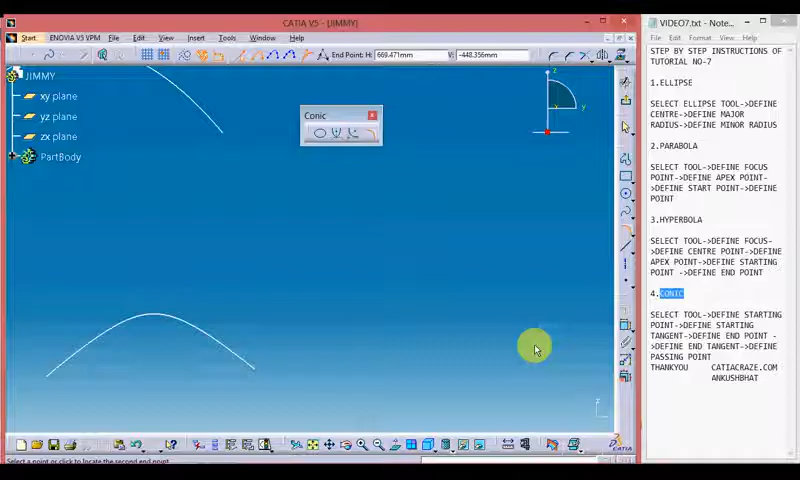 CATIA V5 - [JIMMY]
Start
ENOVIA V5 VPM
File
Edit
View
Insert
Tools
Window
Help
End Point: H: 669.471mm V: -448.356mm
JIMMY
xy plane
yz plane
zx plane
PartBody
Conic
z
y
Select a point or click to locate the second end point
CATIA
VIDEO7.txt - Note...
File Edit Format View Help
STEP BY STEP INSTRUCTIONS OF
TUTORIAL NO-7
1.ELLIPSE
SELECT ELLIPSE TOOL->DEFINE
CENTRE->DEFINE MAJOR
RADIUS->DEFINE MINOR RADIUS
2.PARABOLA
SELECT TOOL->DEFINE FOCUS
POINT->DEFINE APEX POINT-
>DEFINE START POINT->DEFINE
POINT
3.HYPERBOLA
SELECT TOOL->DEFINE FOCUS-
>DEFINE CENTRE POINT->DEFINE
APEX POINT->DEFINE STARTING
POINT ->DEFINE END POINT
4.CONIC
SELECT TOOL->DEFINE STARTING
POINT->DEFINE STARTING
TANGENT->DEFINE END POINT -
>DEFINE END TANGENT->DEFINE
PASSING POINT
THANKYOU CATIACRAZE.COM
ANKUSHBHAT